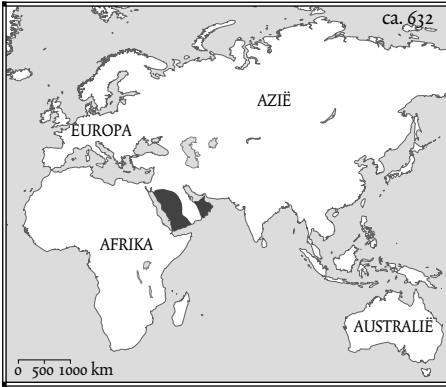 ca. 632
AZIË
EUROPA
AFRIKA
AUSTRALIË
0 500 1000 km